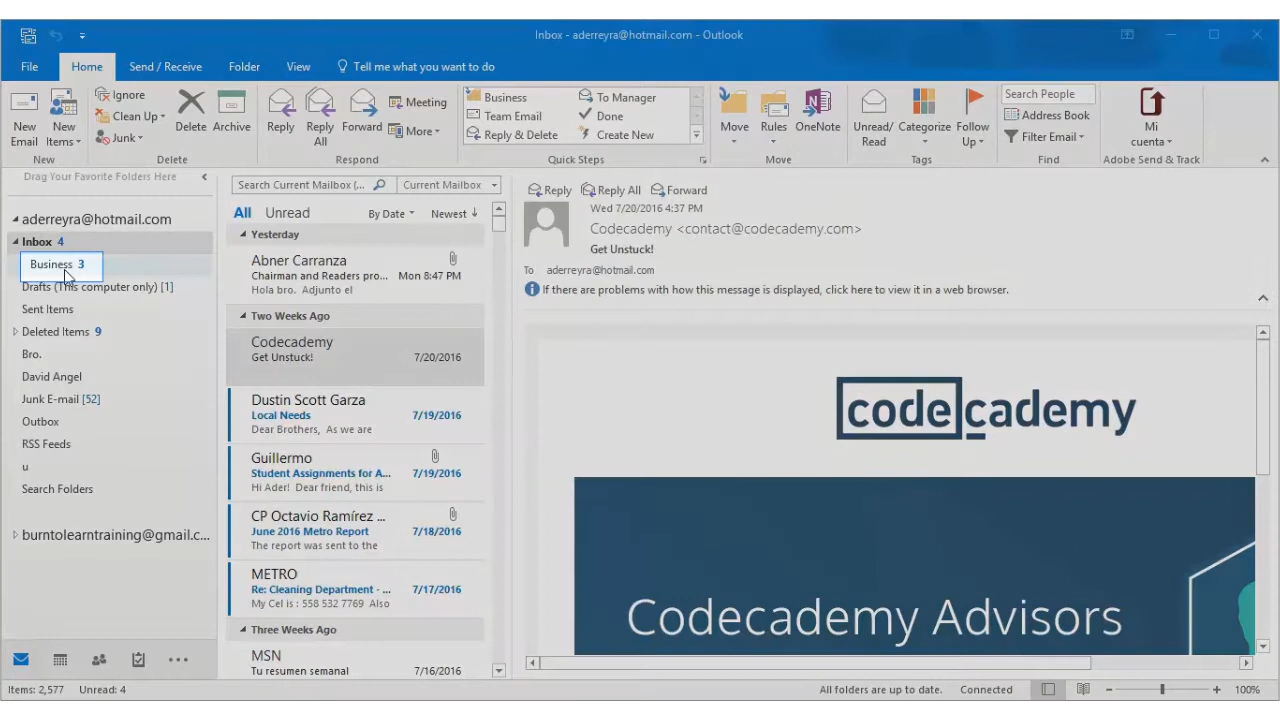 Inbox - aderreyra@hotmail.com - Outlook
File Home Send / Receive Folder View Tell me what you want to do
New Email
New Items
New
Ignore
Clean Up
Junk
Delete
Archive
Delete
Reply
Reply All
Forward
Meeting
More
Respond
Business
Team Email
Reply & Delete
To Manager
Done
Create New
Quick Steps
Move
Rules
OneNote
Move
Unread/ Read
Categorize
Follow Up
Tags
Search People
Address Book
Filter Email
Find
Mi cuenta
Adobe Send & Track
Drag Your Favorite Folders Here
aderreyra@hotmail.com
Inbox 4
Business 3
Drafts (This computer only) [1]
Sent Items
Deleted Items 9
Bro.
David Angel
Junk E-mail [52]
Outbox
RSS Feeds
u
Search Folders
burntolearntraining@gmail.c...
Search Current Mailbox (... Current Mailbox
All Unread By Date Newest
Yesterday
Abner Carranza
Chairman and Readers pro... Mon 8:47 PM
Hola bro. Adjunto el
Two Weeks Ago
Codecademy
Get Unstuck! 7/20/2016
Dustin Scott Garza
Local Needs 7/19/2016
Dear Brothers, As we are
Guillermo
Student Assignments for A... 7/19/2016
Hi Ader! Dear friend, this is
CP Octavio Ramírez ...
June 2016 Metro Report 7/18/2016
The report was sent to the
METRO
Re: Cleaning Department - ... 7/17/2016
My Cel is : 558 532 7769 Also
Three Weeks Ago
MSN
Tu resumen semanal 7/16/2016
Reply Reply All Forward
Wed 7/20/2016 4:37 PM
Codecademy <contact@codecademy.com>
Get Unstuck!
To aderreyra@hotmail.com
If there are problems with how this message is displayed, click here to view it in a web browser.
codecademy
Codecademy Advisors
Items: 2,577 Unread: 4 All folders are up to date. Connected 100%